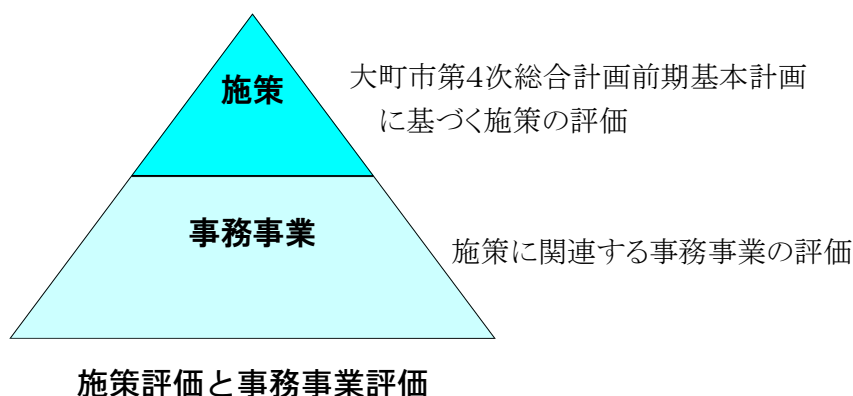 施策
大町市第4次総合計画前期基本計画
に基づく施策の評価
事務事業
施策に関連する事務事業の評価
施策評価と事務事業評価